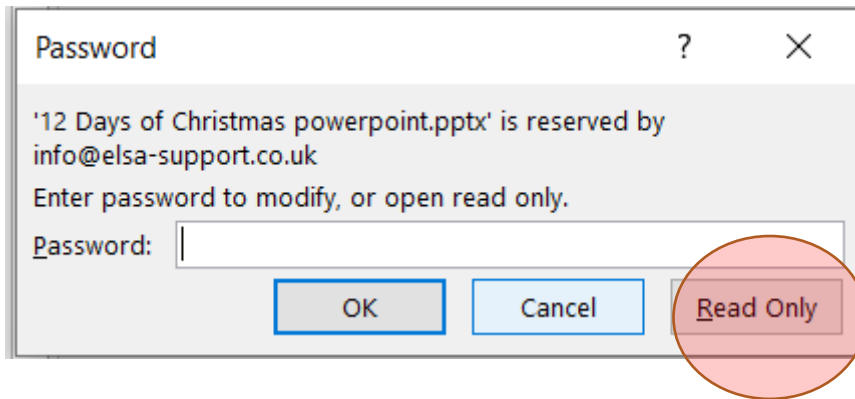 Password ? ×
'12 Days of Christmas powerpoint.pptx' is reserved by
info@elsa-support.co.uk
Enter password to modify, or open read only.
Password:
OK Cancel Read Only